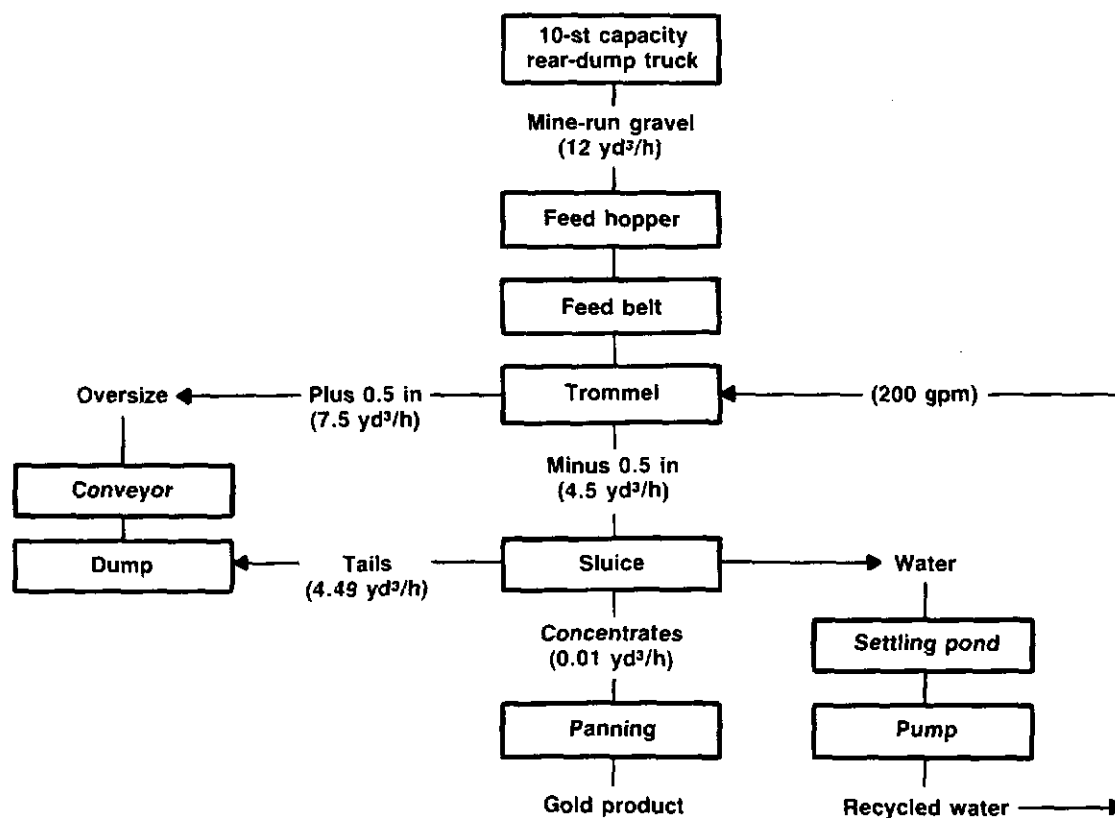 10-st capacity
rear-dump truck
Mine-run gravel
(12 yd³/h)
Feed hopper
Feed belt
Oversize
Plus 0.5 in
(7.5 yd³/h)
Trommel
(200 gpm)
Minus 0.5 in
(4.5 yd³/h)
Conveyor
Dump
Tails
(4.49 yd³/h)
Sluice
Water
Concentrates
(0.01 yd³/h)
Settling pond
Panning
Pump
Gold product
Recycled water